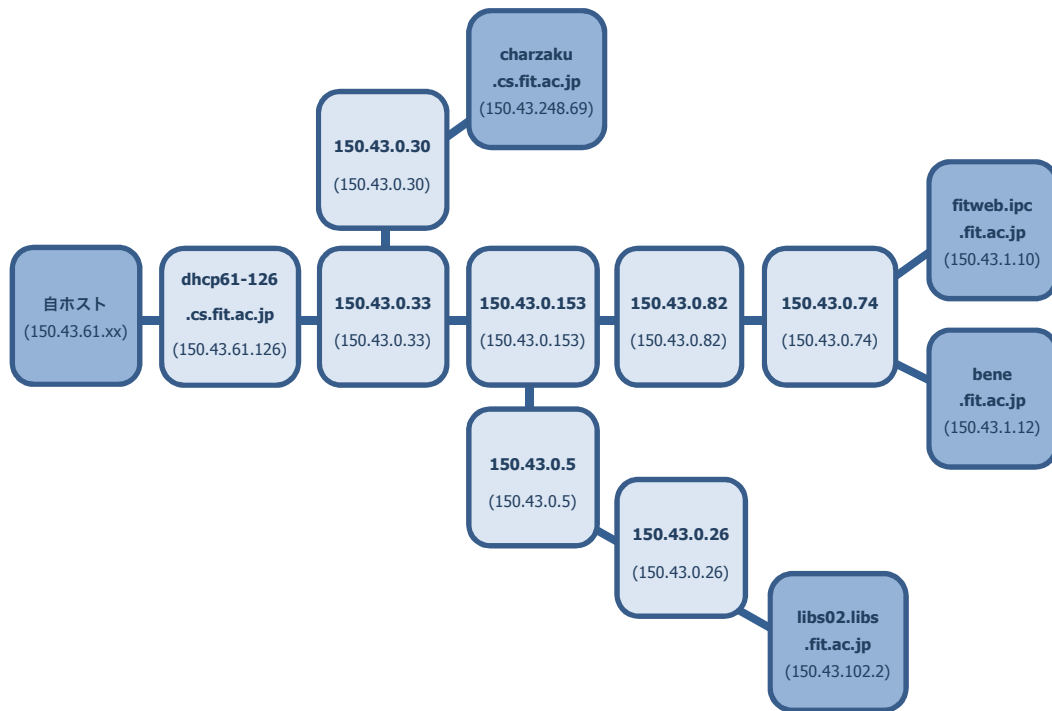 charzaku
.cs.fit.ac.jp
(150.43.248.69)
150.43.0.30
(150.43.0.30)
fitweb.ipc
.fit.ac.jp
(150.43.1.10)
自ホスト
(150.43.61.xx)
dhcp61-126
.cs.fit.ac.jp
(150.43.61.126)
150.43.0.33
(150.43.0.33)
150.43.0.153
(150.43.0.153)
150.43.0.82
(150.43.0.82)
150.43.0.74
(150.43.0.74)
bene
.fit.ac.jp
(150.43.1.12)
150.43.0.5
(150.43.0.5)
150.43.0.26
(150.43.0.26)
libs02.libs
.fit.ac.jp
(150.43.102.2)